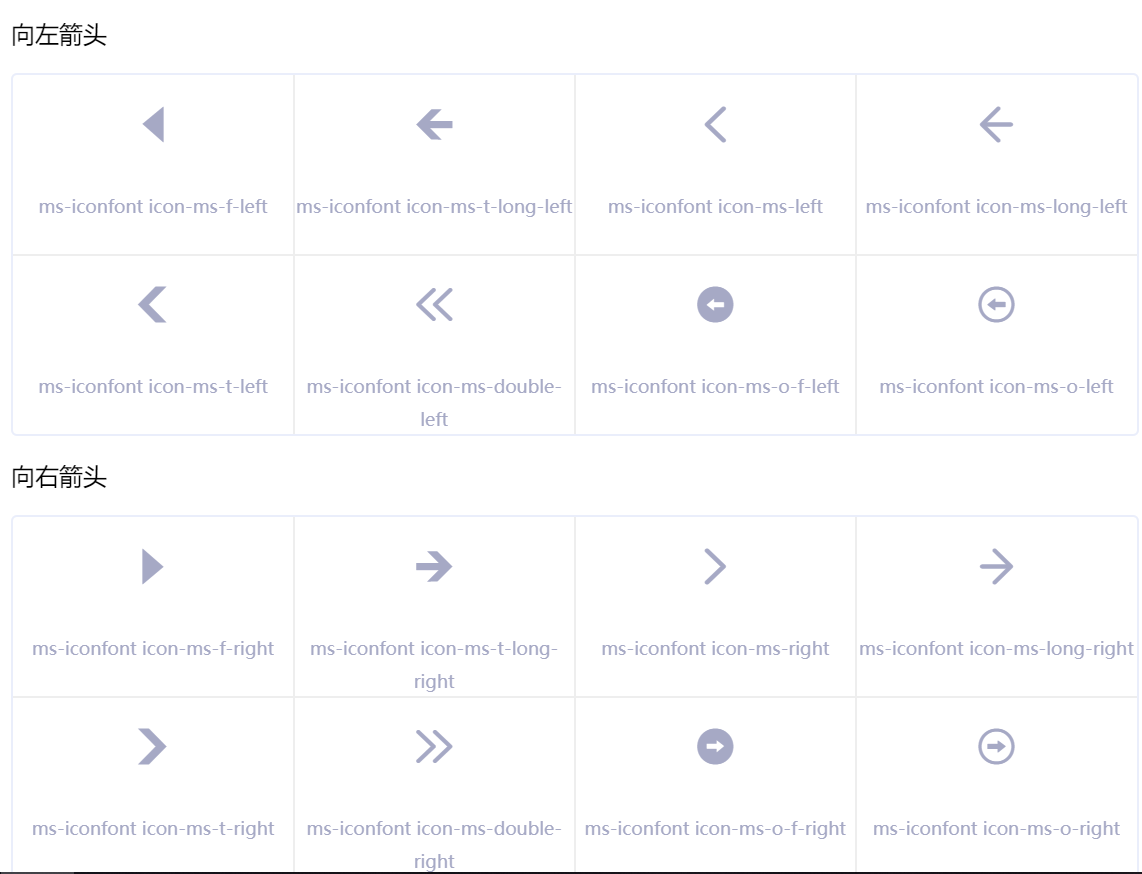 向左箭头
ms-iconfont icon-ms-f-left
ms-iconfont icon-ms-t-long-left
ms-iconfont icon-ms-left
ms-iconfont icon-ms-long-left
ms-iconfont icon-ms-t-left
ms-iconfont icon-ms-double-
left
ms-iconfont icon-ms-o-f-left
ms-iconfont icon-ms-o-left
向右箭头
ms-iconfont icon-ms-f-right
ms-iconfont icon-ms-t-long-
right
ms-iconfont icon-ms-right
ms-iconfont icon-ms-long-right
ms-iconfont icon-ms-t-right
ms-iconfont icon-ms-double-
right
ms-iconfont icon-ms-o-f-right
ms-iconfont icon-ms-o-right